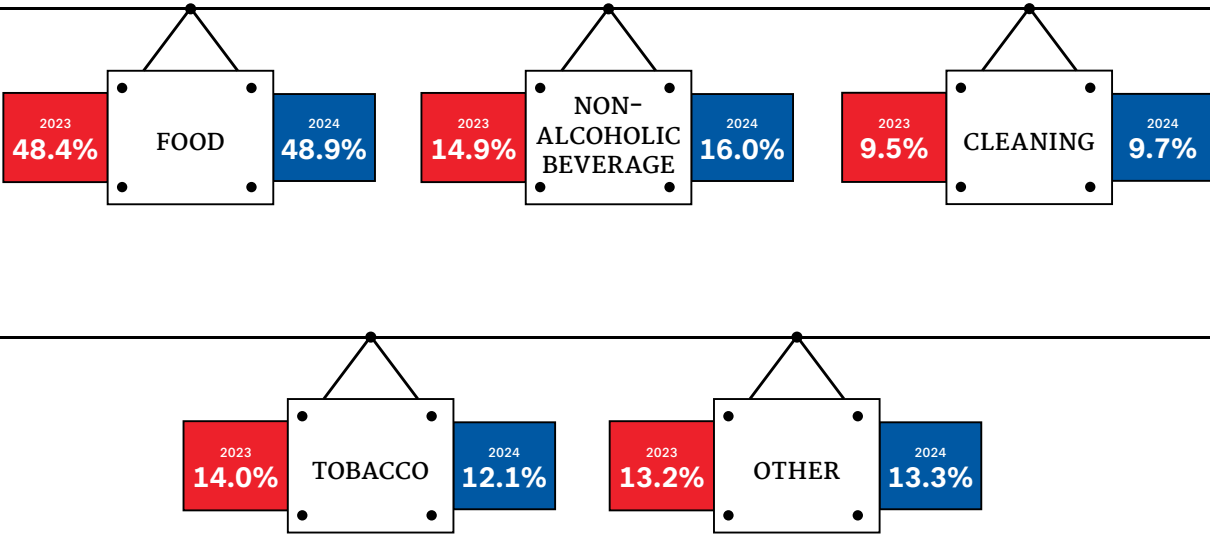 2023
48.4%
FOOD
2024
48.9%
2023
14.9%
NON-
ALCOHOLIC
BEVERAGE
2024
16.0%
2023
9.5%
CLEANING
2024
9.7%
2023
14.0%
TOBACCO
2024
12.1%
2023
13.2%
OTHER
2024
13.3%